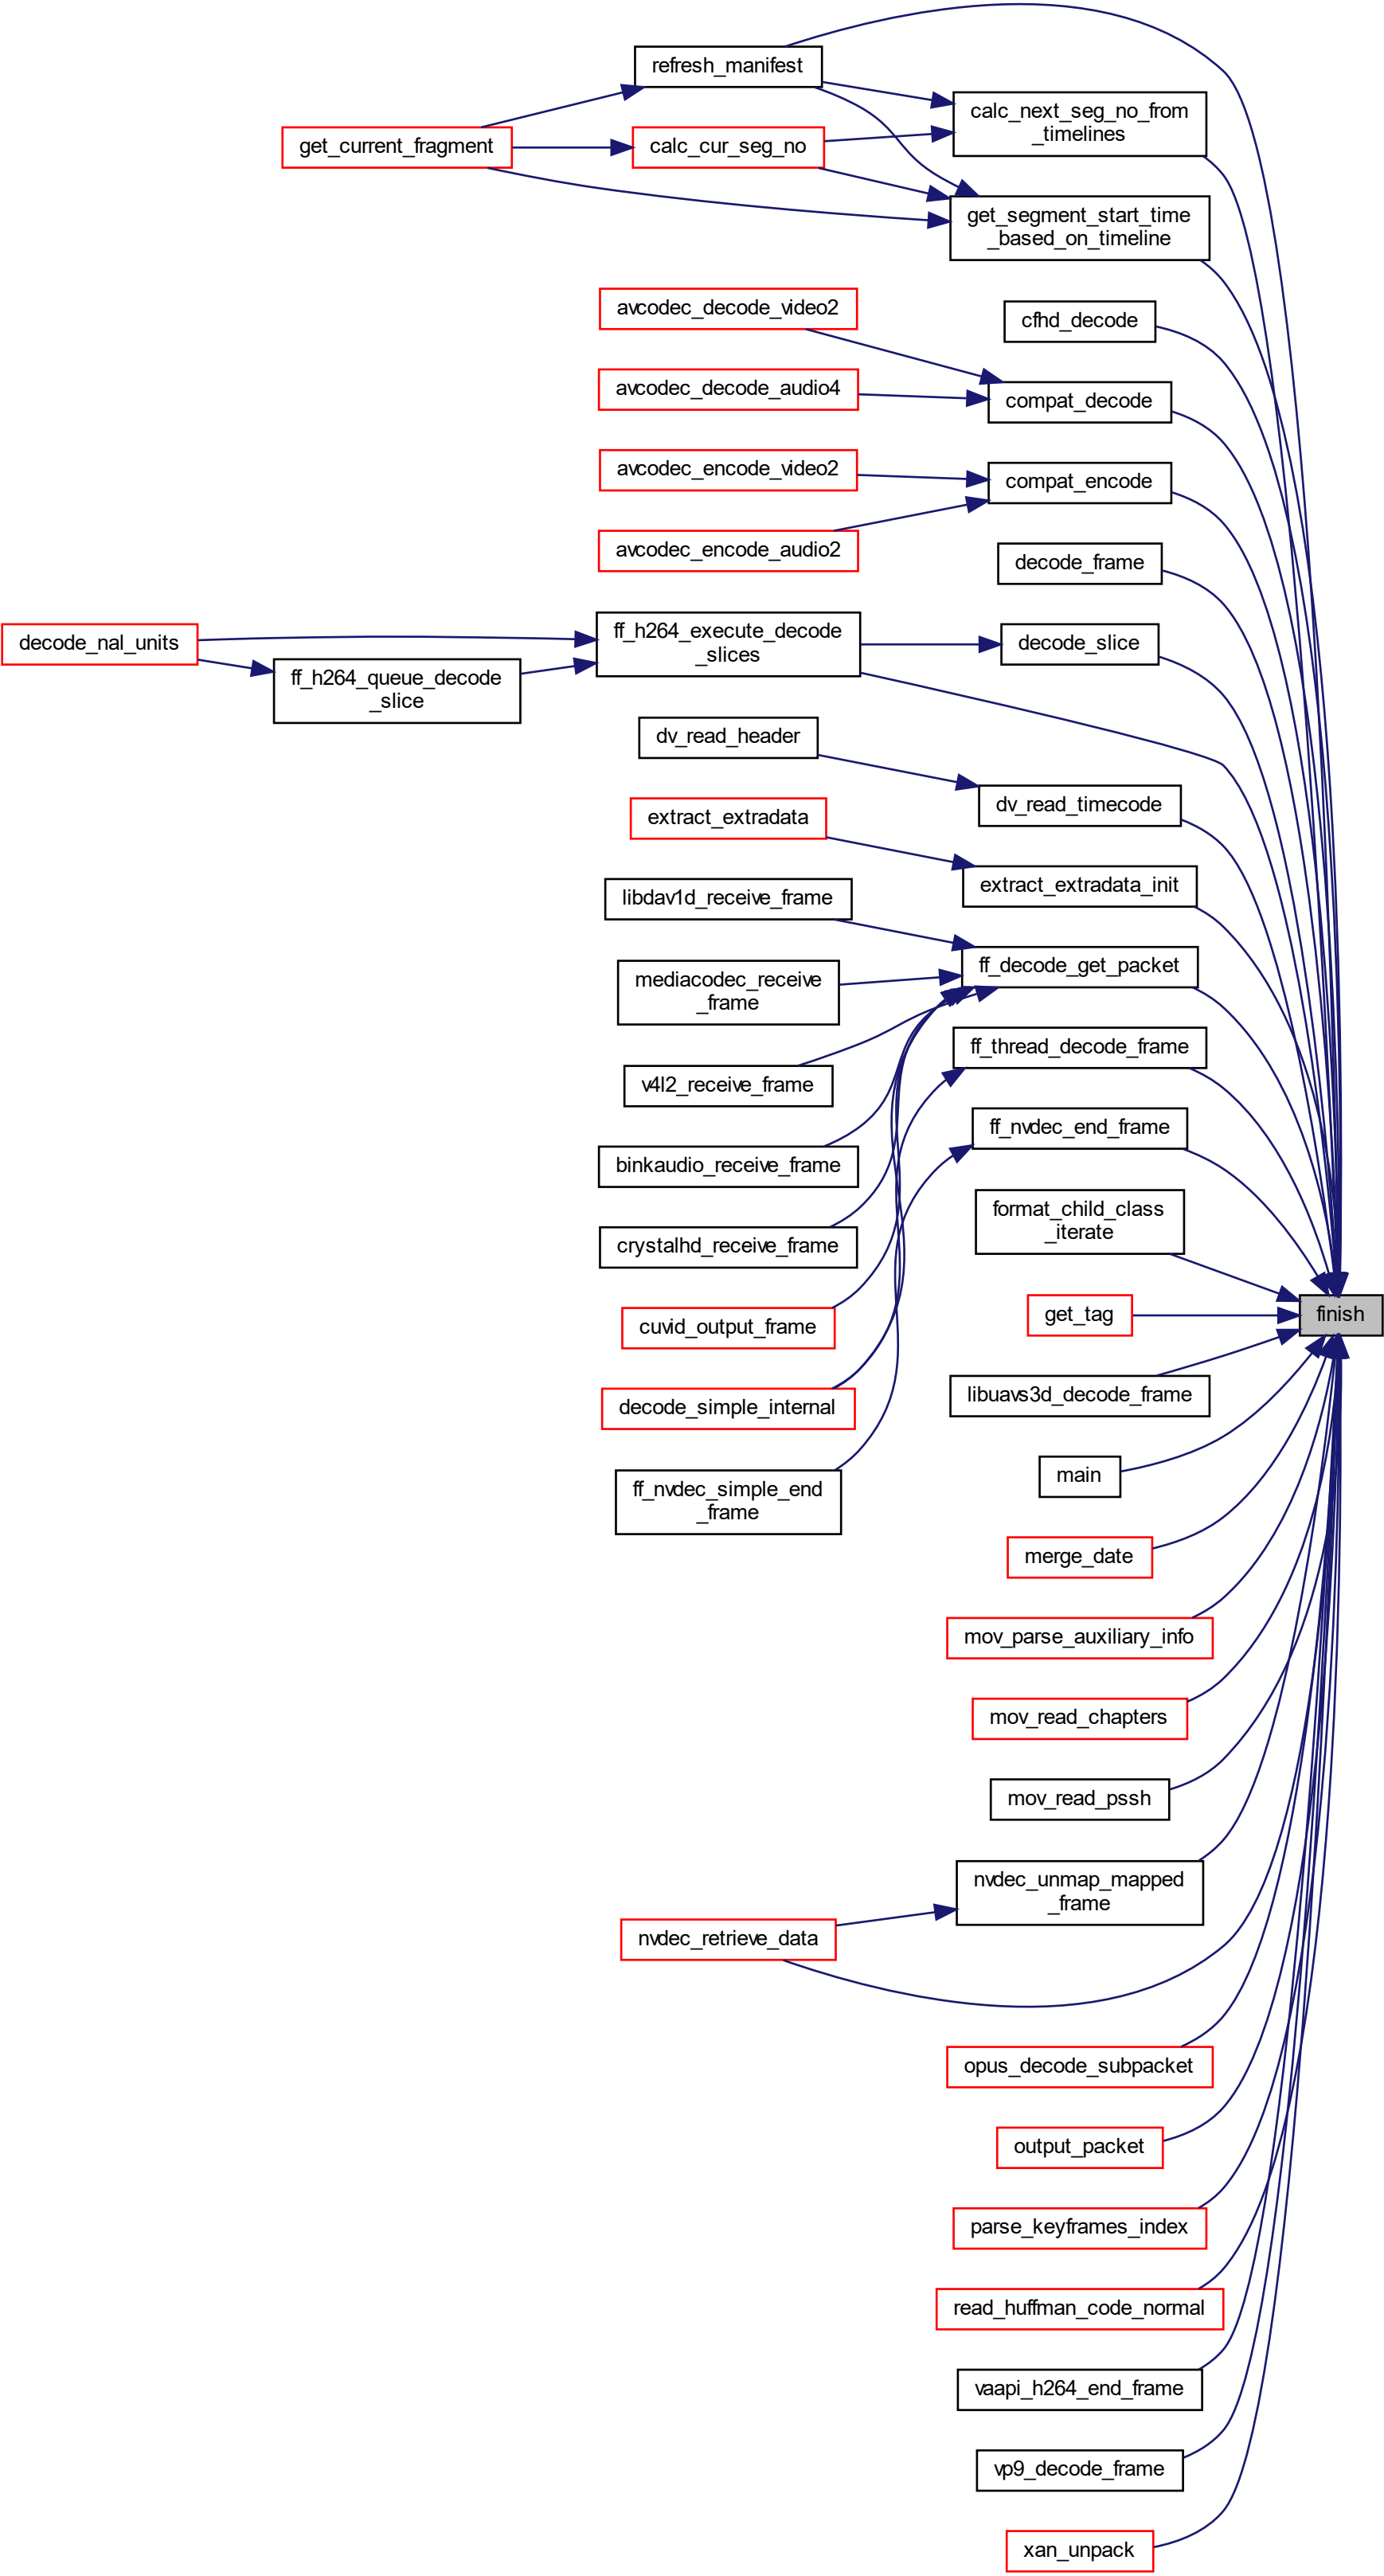 refresh_manifest
calc_next_seg_no_from
_timelines
get_current_fragment
calc_cur_seg_no
get_segment_start_time
_based_on_timeline
avcodec_decode_video2
cfhd_decode
avcodec_decode_audio4
compat_decode
avcodec_encode_video2
compat_encode
avcodec_encode_audio2
decode_frame
decode_nal_units
ff_h264_queue_decode
_slice
ff_h264_execute_decode
_slices
decode_slice
dv_read_header
dv_read_timecode
extract_extradata
extract_extradata_init
libdav1d_receive_frame
ff_decode_get_packet
mediacodec_receive
_frame
ff_thread_decode_frame
v4l2_receive_frame
ff_nvdec_end_frame
binkaudio_receive_frame
format_child_class
_iterate
crystalhd_receive_frame
finish
get_tag
cuvid_output_frame
libuavs3d_decode_frame
decode_simple_internal
main
ff_nvdec_simple_end
_frame
merge_date
mov_parse_auxiliary_info
mov_read_chapters
mov_read_pssh
nvdec_unmap_mapped
_frame
nvdec_retrieve_data
opus_decode_subpacket
output_packet
parse_keyframes_index
read_huffman_code_normal
vaapi_h264_end_frame
vp9_decode_frame
xan_unpack